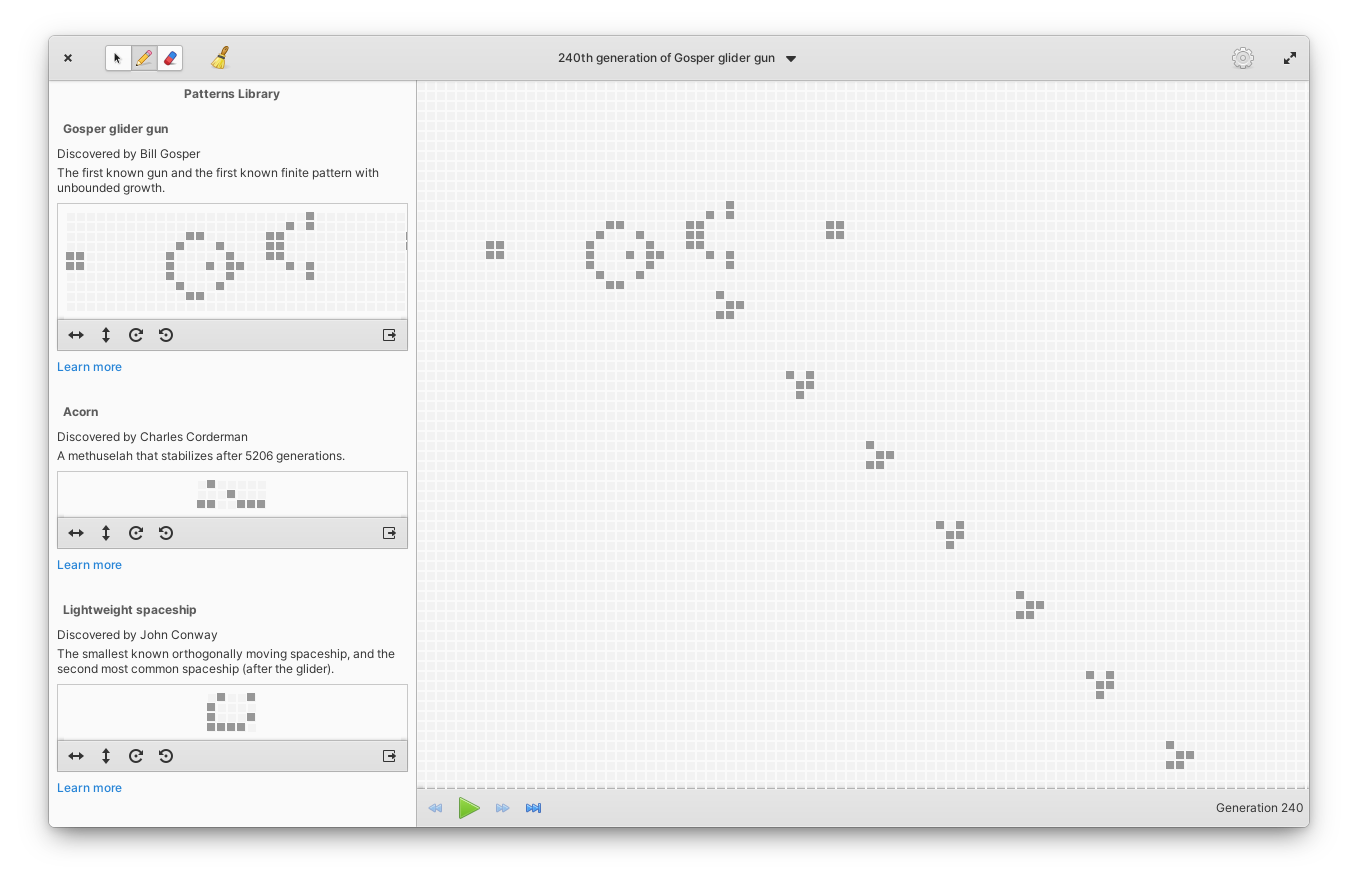 240th generation of Gosper glider gun
Patterns Library
Gosper glider gun
Discovered by Bill Gosper
The first known gun and the first known finite pattern with
unbounded growth.
Learn more
Acorn
Discovered by Charles Corderman
A methuselah that stabilizes after 5206 generations.
Learn more
Lightweight spaceship
Discovered by John Conway
The smallest known orthogonally moving spaceship, and the
second most common spaceship (after the glider).
Learn more
Generation 240